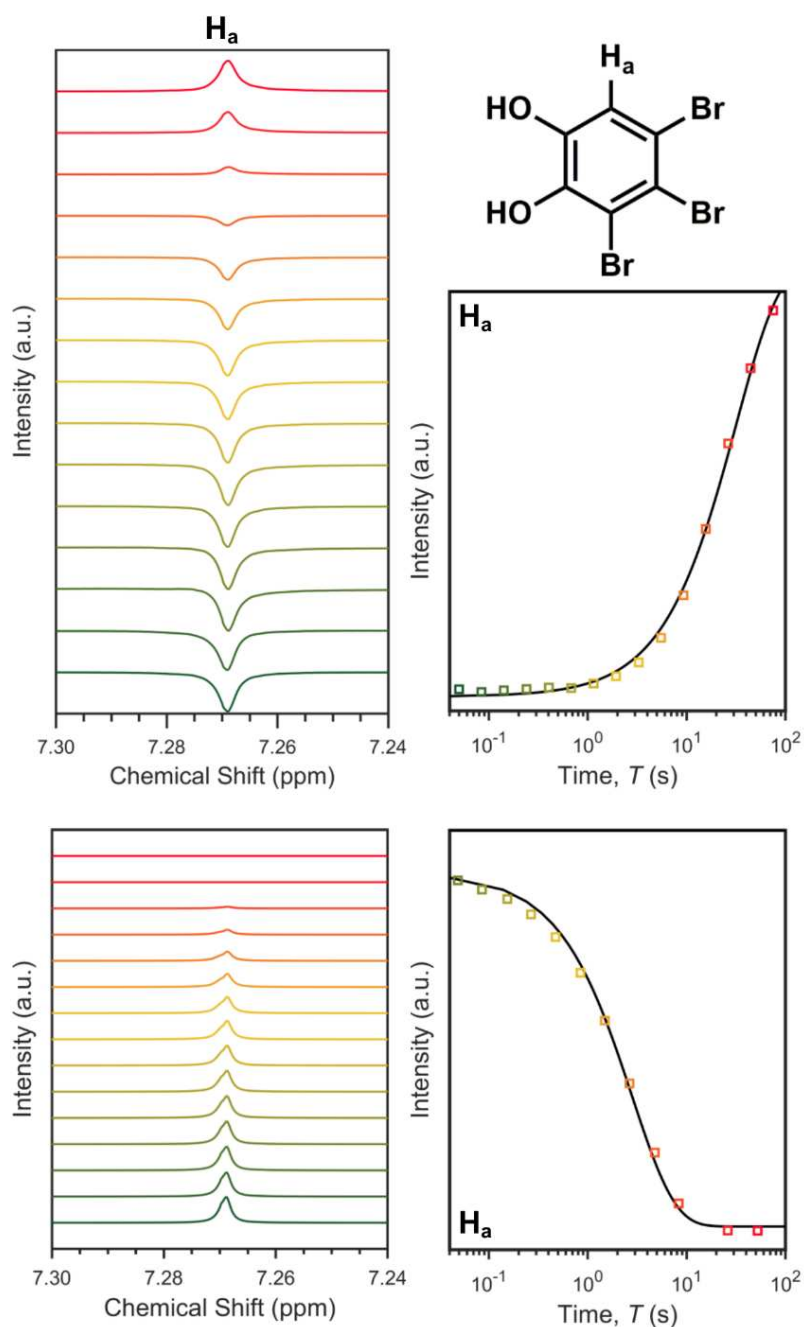 Hₐ
Intensity (a.u.)
7.30 7.28 7.26 7.24
Chemical Shift (ppm)
Hₐ
HO Br
HO Br
Br
Hₐ
Intensity (a.u.)
10⁻¹ 10⁰ 10¹ 10²
Time, T (s)
Intensity (a.u.)
7.30 7.28 7.26 7.24
Chemical Shift (ppm)
Intensity (a.u.)
Hₐ
10⁻¹ 10⁰ 10¹ 10²
Time, T (s)